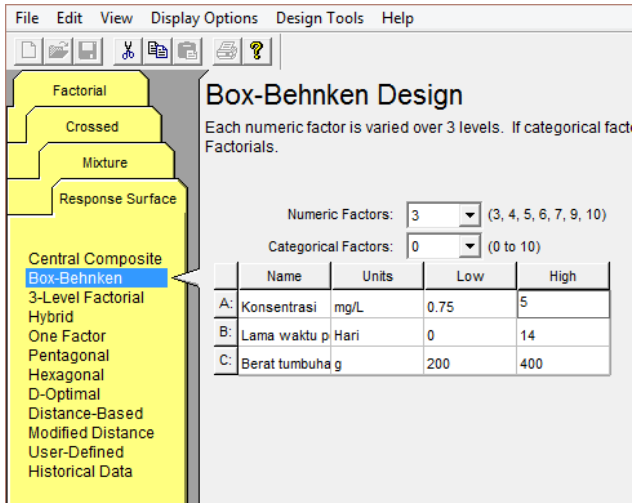 File Edit View Display Options Design Tools Help
Factorial
Crossed
Mixture
Response Surface
Central Composite
Box-Behnken
3-Level Factorial
Hybrid
One Factor
Pentagonal
Hexagonal
D-Optimal
Distance-Based
Modified Distance
User-Defined
Historical Data
Box-Behnken Design
Each numeric factor is varied over 3 levels. If categorical
Factorials.
Numeric Factors: 3 (3, 4, 5, 6, 7, 9, 10)
Categorical Factors: 0 (0 to 10)
Name Units Low High
A: Konsentrasi mg/L 0.75 5
B: Lama waktu Hari 0 14
C: Berat g 200 400